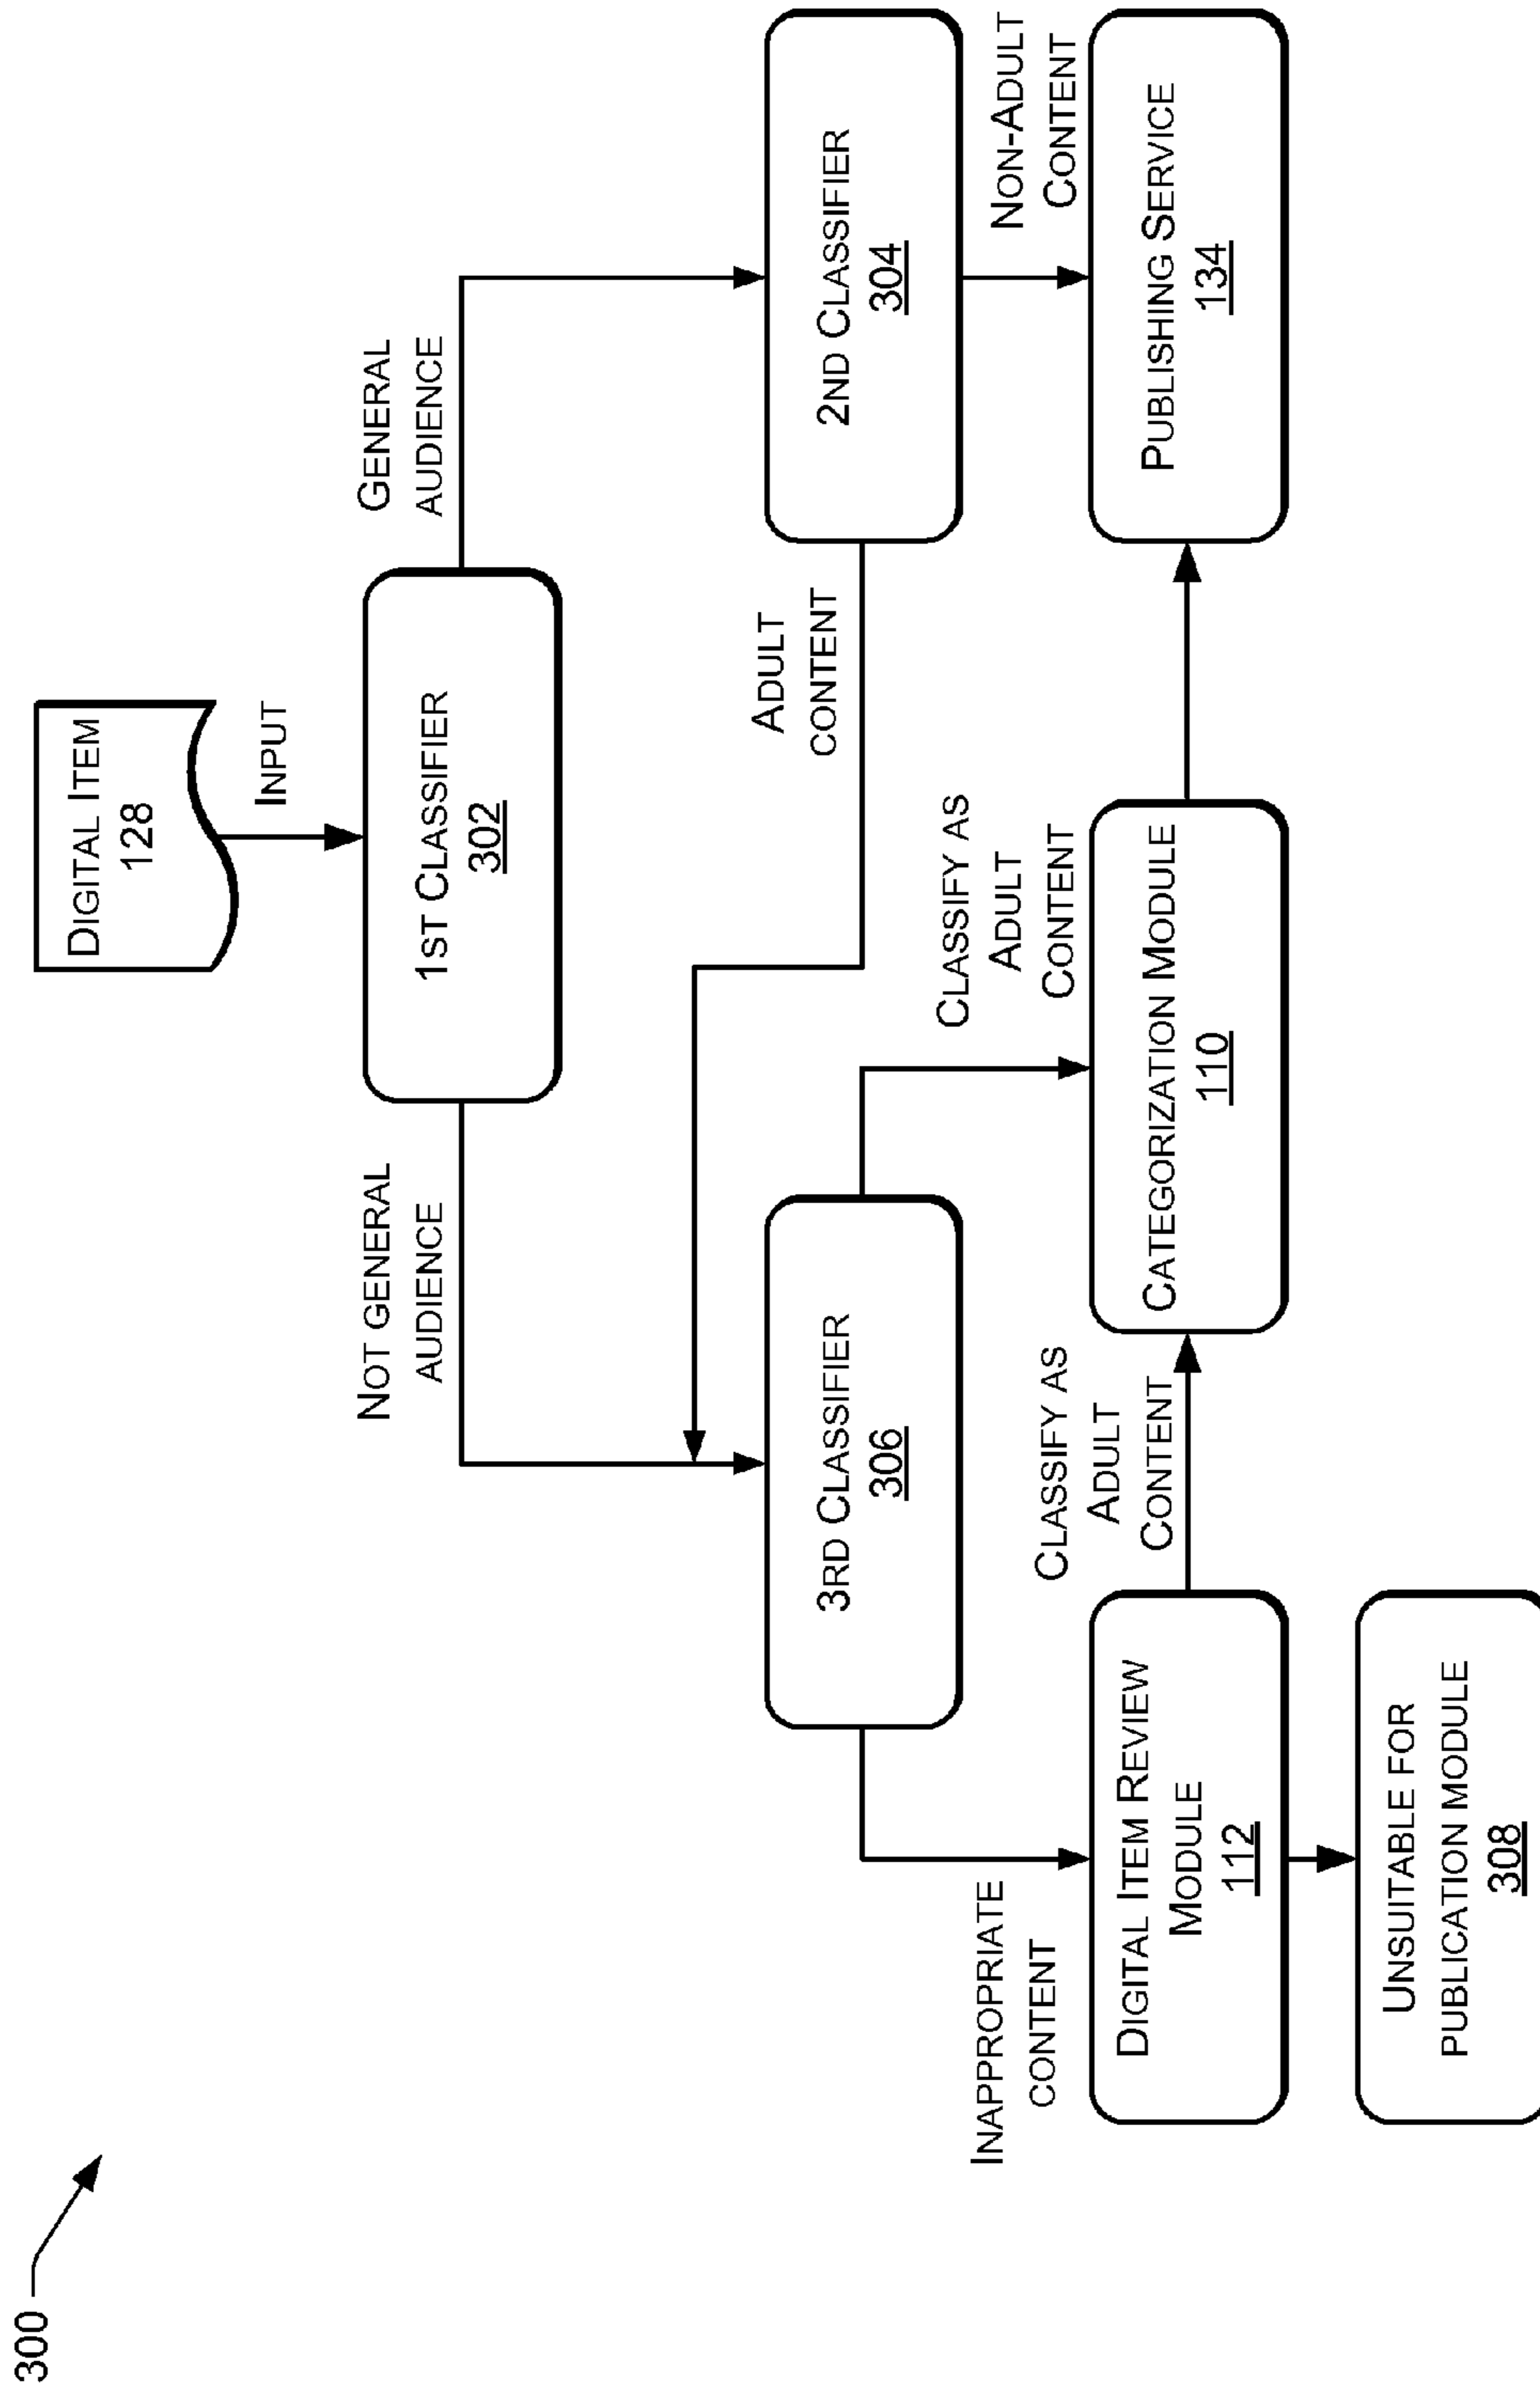 300
DIGITAL ITEM
128
INPUT
1ST CLASSIFIER
302
NOT GENERAL
AUDIENCE
GENERAL
AUDIENCE
ADULT
CONTENT
3RD CLASSIFIER
306
2ND CLASSIFIER
304
INAPPROPRIATE
CONTENT
CLASSIFY AS
ADULT
CONTENT
CLASSIFY AS
ADULT
CONTENT
NON-ADULT
CONTENT
DIGITAL ITEM REVIEW
MODULE
112
CATEGORIZATION MODULE
110
PUBLISHING SERVICE
134
UNSUITABLE FOR
PUBLICATION MODULE
308